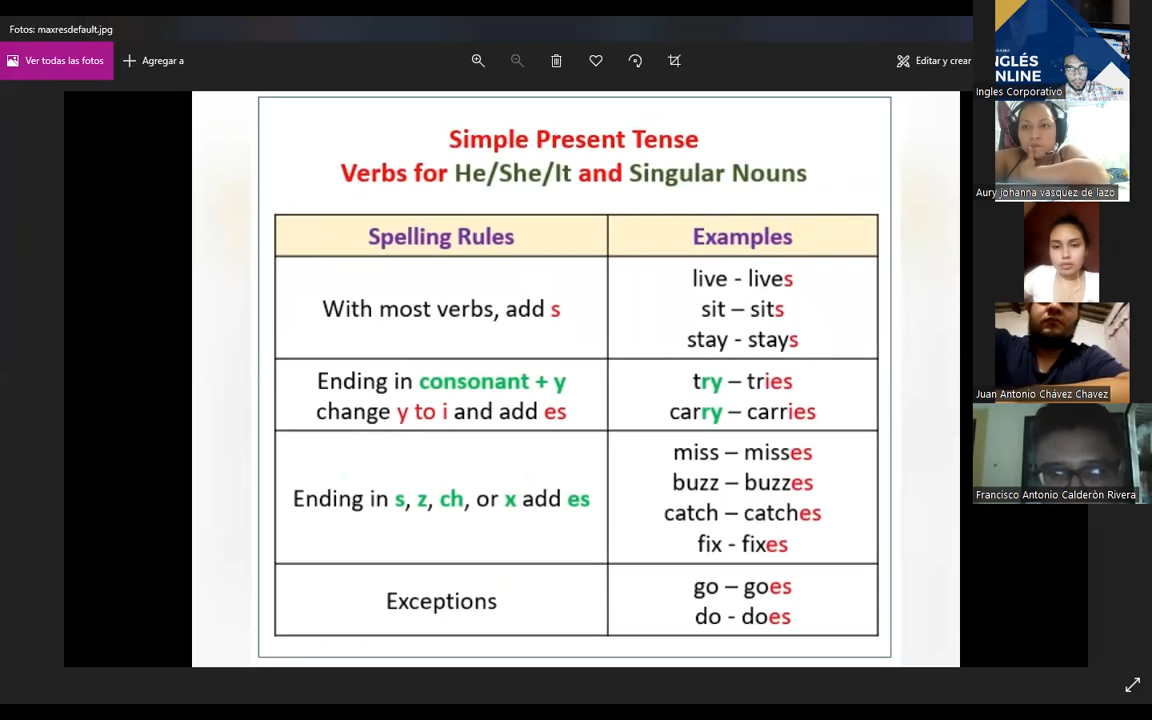 Fotos: maxresdefault.jpg
Ver todas las fotos
Agregar a
Editar y crear
Simple Present Tense
Verbs for He/She/It and Singular Nouns
Spelling Rules
Examples
With most verbs, add s
live - lives
sit – sits
stay - stays
Ending in consonant + y
change y to i and add es
try – tries
carry – carries
Ending in s, z, ch, or x add es
miss – misses
buzz – buzzes
catch – catches
fix - fixes
Exceptions
go – goes
do - does
INGLÉS
ONLINE
Ingles Corporativo
Aury johanna vasquez de lazo
Juan Antonio Chávez Chavez
Francisco Antonio Calderòn Rivera